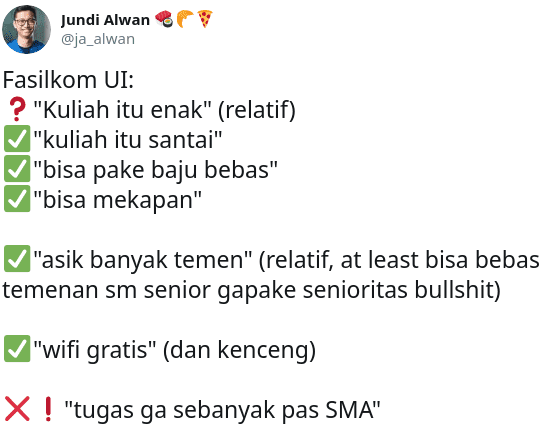 Jundi Alwan 🍣🥐🍕
@ja_alwan
Fasilkom UI:
❓"Kuliah itu enak" (relatif)
✅"kuliah itu santai"
✅"bisa pake baju bebas"
✅"bisa mekapan"
✅"asik banyak temen" (relatif, at least bisa bebas
temenan sm senior gapake senioritas bullshit)
✅"wifi gratis" (dan kenceng)
❌❗"tugas ga sebanyak pas SMA"